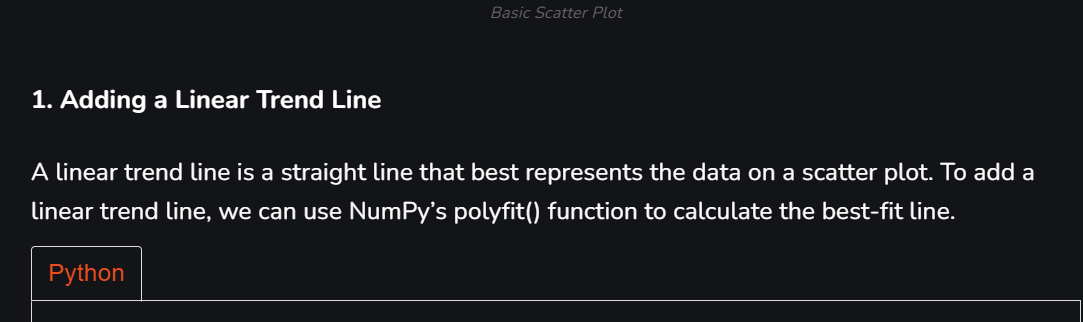 Basic Scatter Plot
1. Adding a Linear Trend Line
A linear trend line is a straight line that best represents the data on a scatter plot. To add a
linear trend line, we can use NumPy’s polyfit() function to calculate the best-fit line.
Python